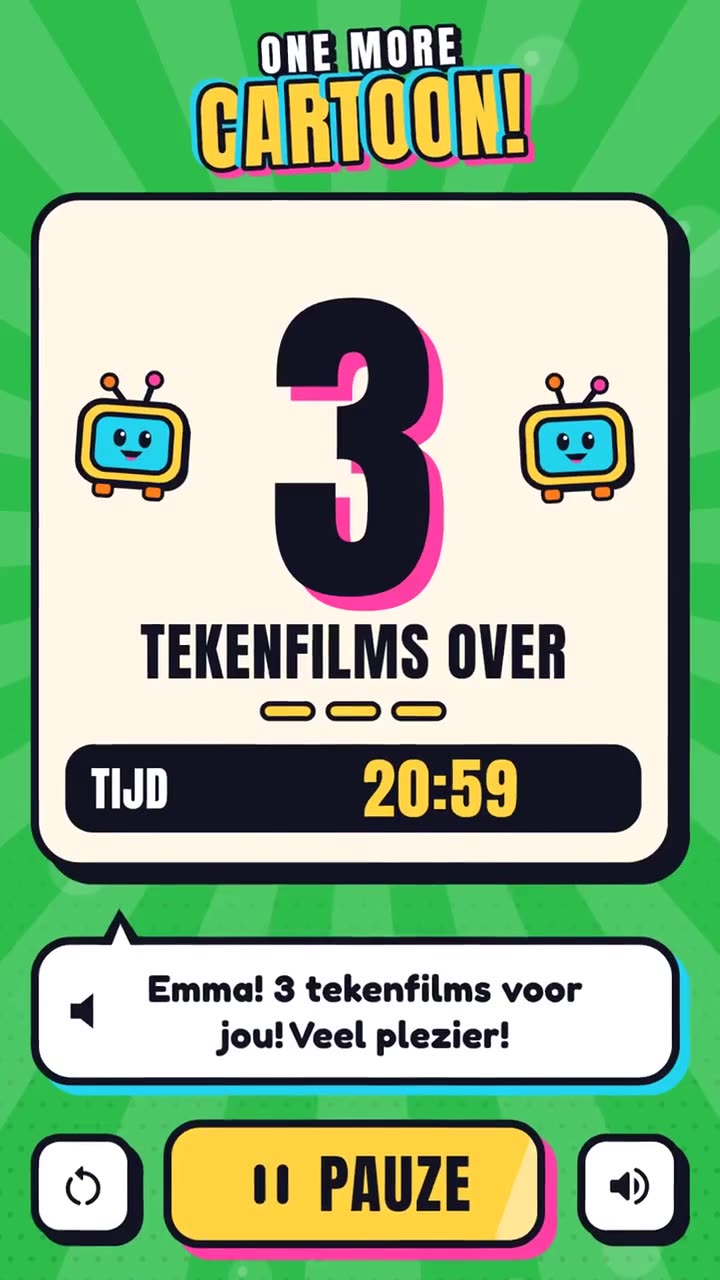 ONE MORE
CARTOON!
3
TEKENFILMS OVER
TIJD 20:59
Emma! 3 tekenfilms voor
jou! Veel plezier!
PAUZE